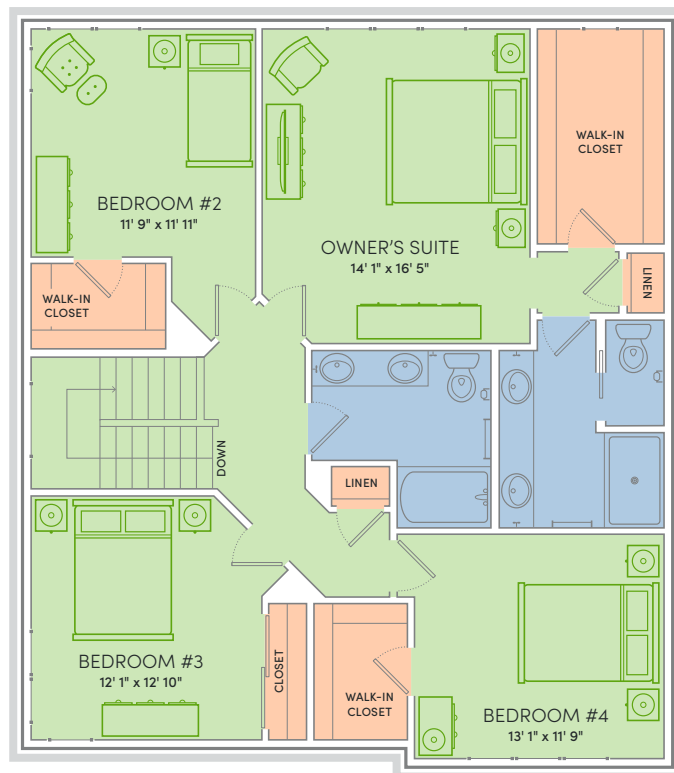 BEDROOM #2
11' 9" x 11' 11"
WALK-IN
CLOSET
OWNER'S SUITE
14' 1" x 16' 5"
WALK-IN
CLOSET
LINEN
DOWN
LINEN
BEDROOM #3
12' 1" x 12' 10"
CLOSET
WALK-IN
CLOSET
BEDROOM #4
13' 1" x 11' 9"